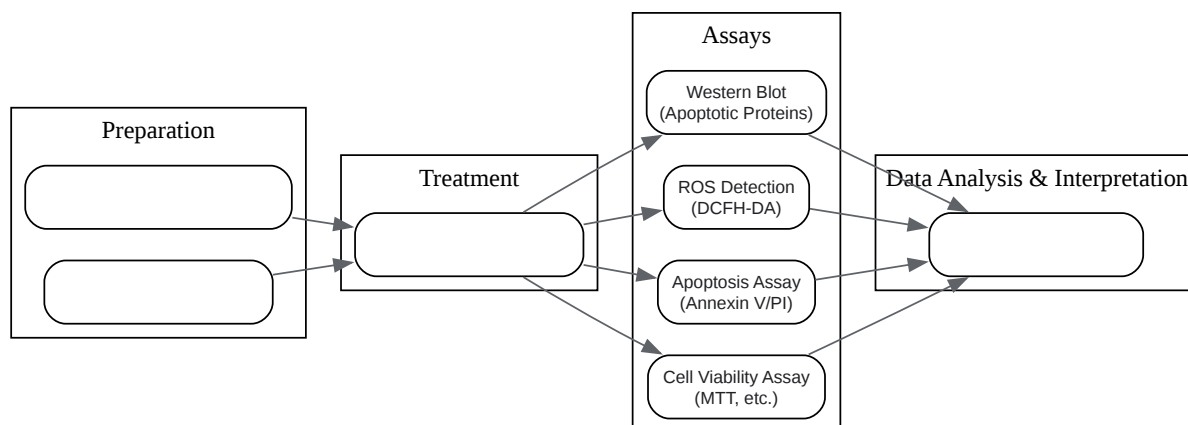 Preparation
Treatment
Assays
Western Blot
(Apoptotic Proteins)
ROS Detection
(DCFH-DA)
Apoptosis Assay
(Annexin V/PI)
Cell Viability Assay
(MTT, etc.)
Data Analysis & Interpretation